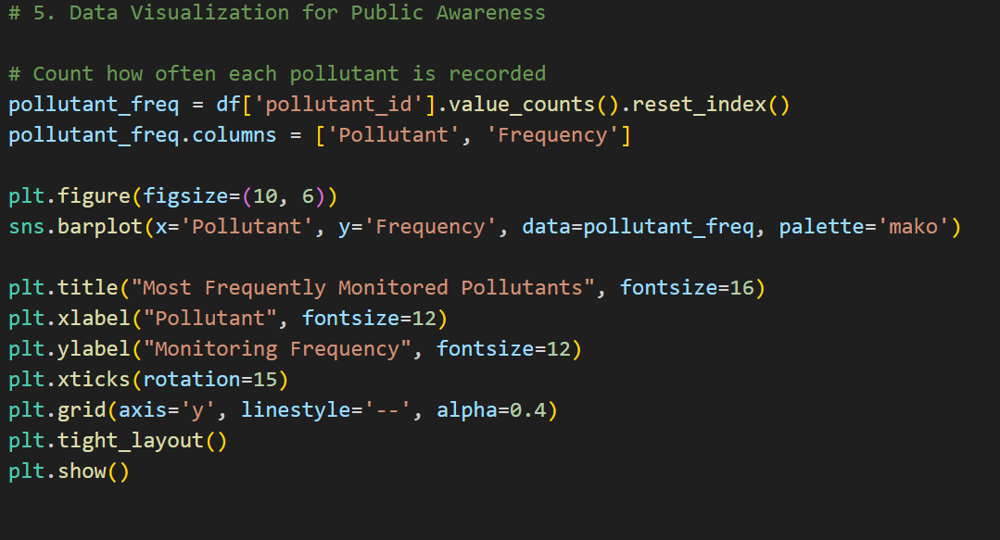 # 5. Data Visualization for Public Awareness
# Count how often each pollutant is recorded
pollutant_freq = df['pollutant_id'].value_counts().reset_index()
pollutant_freq.columns = ['Pollutant', 'Frequency']
plt.figure(figsize=(10, 6))
sns.barplot(x='Pollutant', y='Frequency', data=pollutant_freq, palette='mako')
plt.title("Most Frequently Monitored Pollutants", fontsize=16)
plt.xlabel("Pollutant", fontsize=12)
plt.ylabel("Monitoring Frequency", fontsize=12)
plt.xticks(rotation=15)
plt.grid(axis='y', linestyle='--', alpha=0.4)
plt.tight_layout()
plt.show()